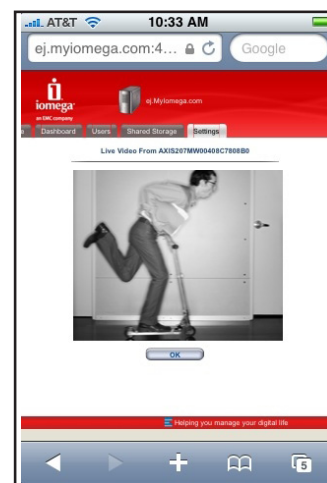 AT&T 10:33 AM
ej.myiomega.com:4... Google
iomega
an EMC company
ej.Myiomega.com
e Dashboard Users Shared Storage Settings
Live Video From AXIS207MW00408C7808B0
OK
Helping you manage your digital life
5